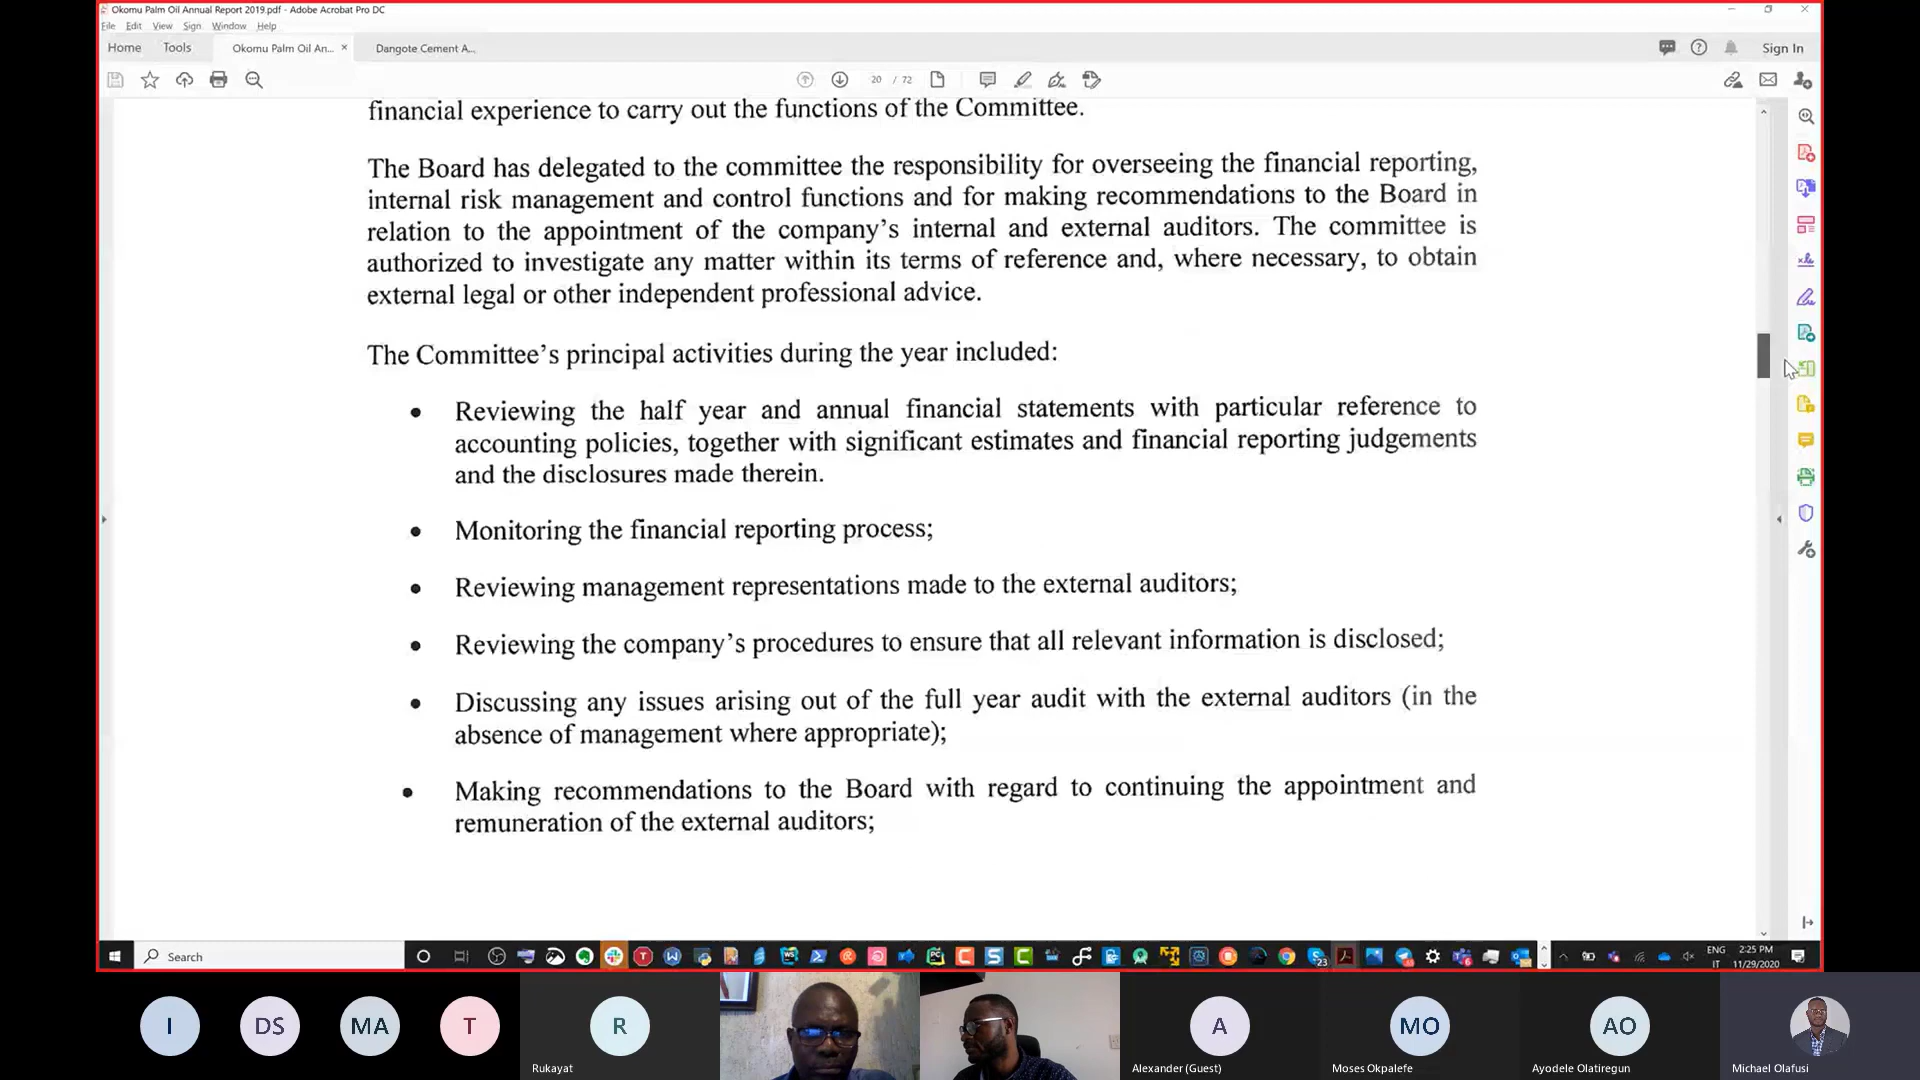 Okomu Palm Oil Annual Report 2019.pdf - Adobe Acrobat Pro DC
File Edit View Sign Window Help
Home Tools Okomu Palm Oil An... × Dangote Cement A... Sign In
20 / 72
financial experience to carry out the functions of the Committee.
The Board has delegated to the committee the responsibility for overseeing the financial reporting,
internal risk management and control functions and for making recommendations to the Board in
relation to the appointment of the company’s internal and external auditors. The committee is
authorized to investigate any matter within its terms of reference and, where necessary, to obtain
external legal or other independent professional advice.
The Committee’s principal activities during the year included:
• Reviewing the half year and annual financial statements with particular reference to
accounting policies, together with significant estimates and financial reporting judgements
and the disclosures made therein.
• Monitoring the financial reporting process;
• Reviewing management representations made to the external auditors;
• Reviewing the company’s procedures to ensure that all relevant information is disclosed;
• Discussing any issues arising out of the full year audit with the external auditors (in the
absence of management where appropriate);
• Making recommendations to the Board with regard to continuing the appointment and
remuneration of the external auditors;
Search
23
ENG 2:25 PM
IT 11/29/2020
I DS MA T R A MO AO
Rukayat Alexander (Guest) Moses Okpalefe Ayodele Olatiregun Michael Olafusi